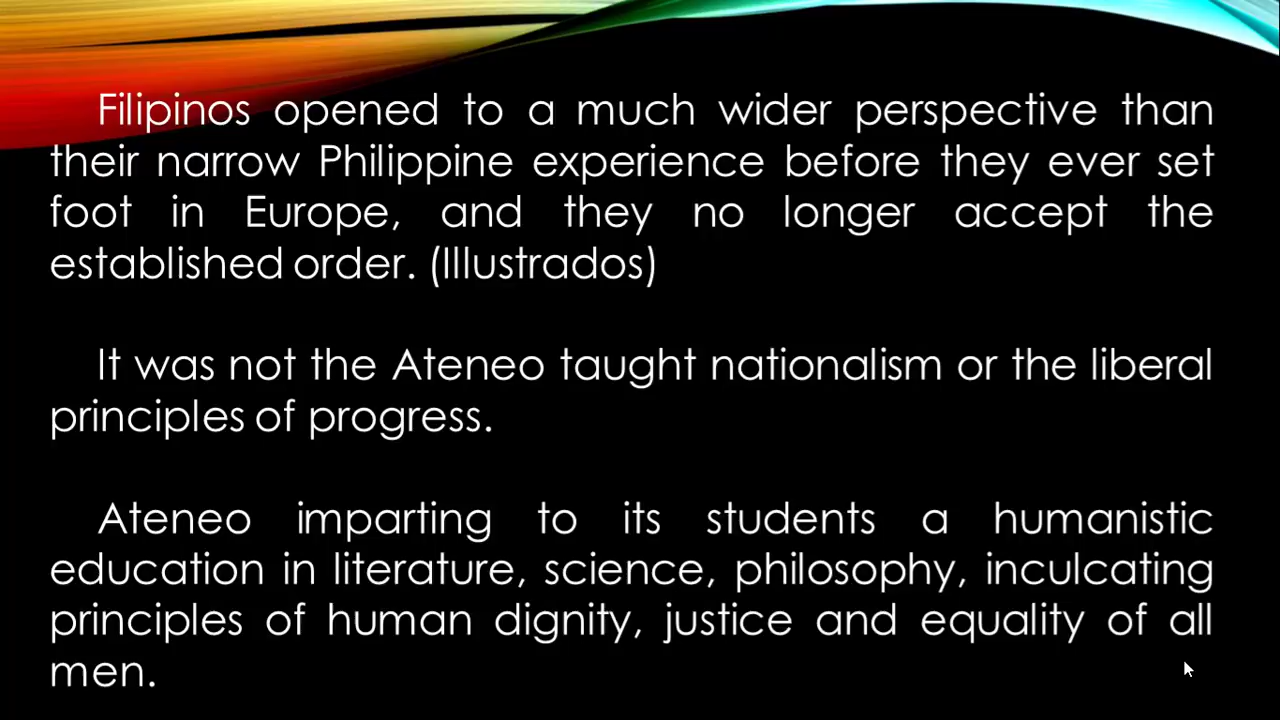 Filipinos opened to a much wider perspective than
their narrow Philippine experience before they ever set
foot in Europe, and they no longer accept the
established order. (Illustrados)
It was not the Ateneo taught nationalism or the liberal
principles of progress.
Ateneo imparting to its students a humanistic
education in literature, science, philosophy, inculcating
principles of human dignity, justice and equality of all
men.